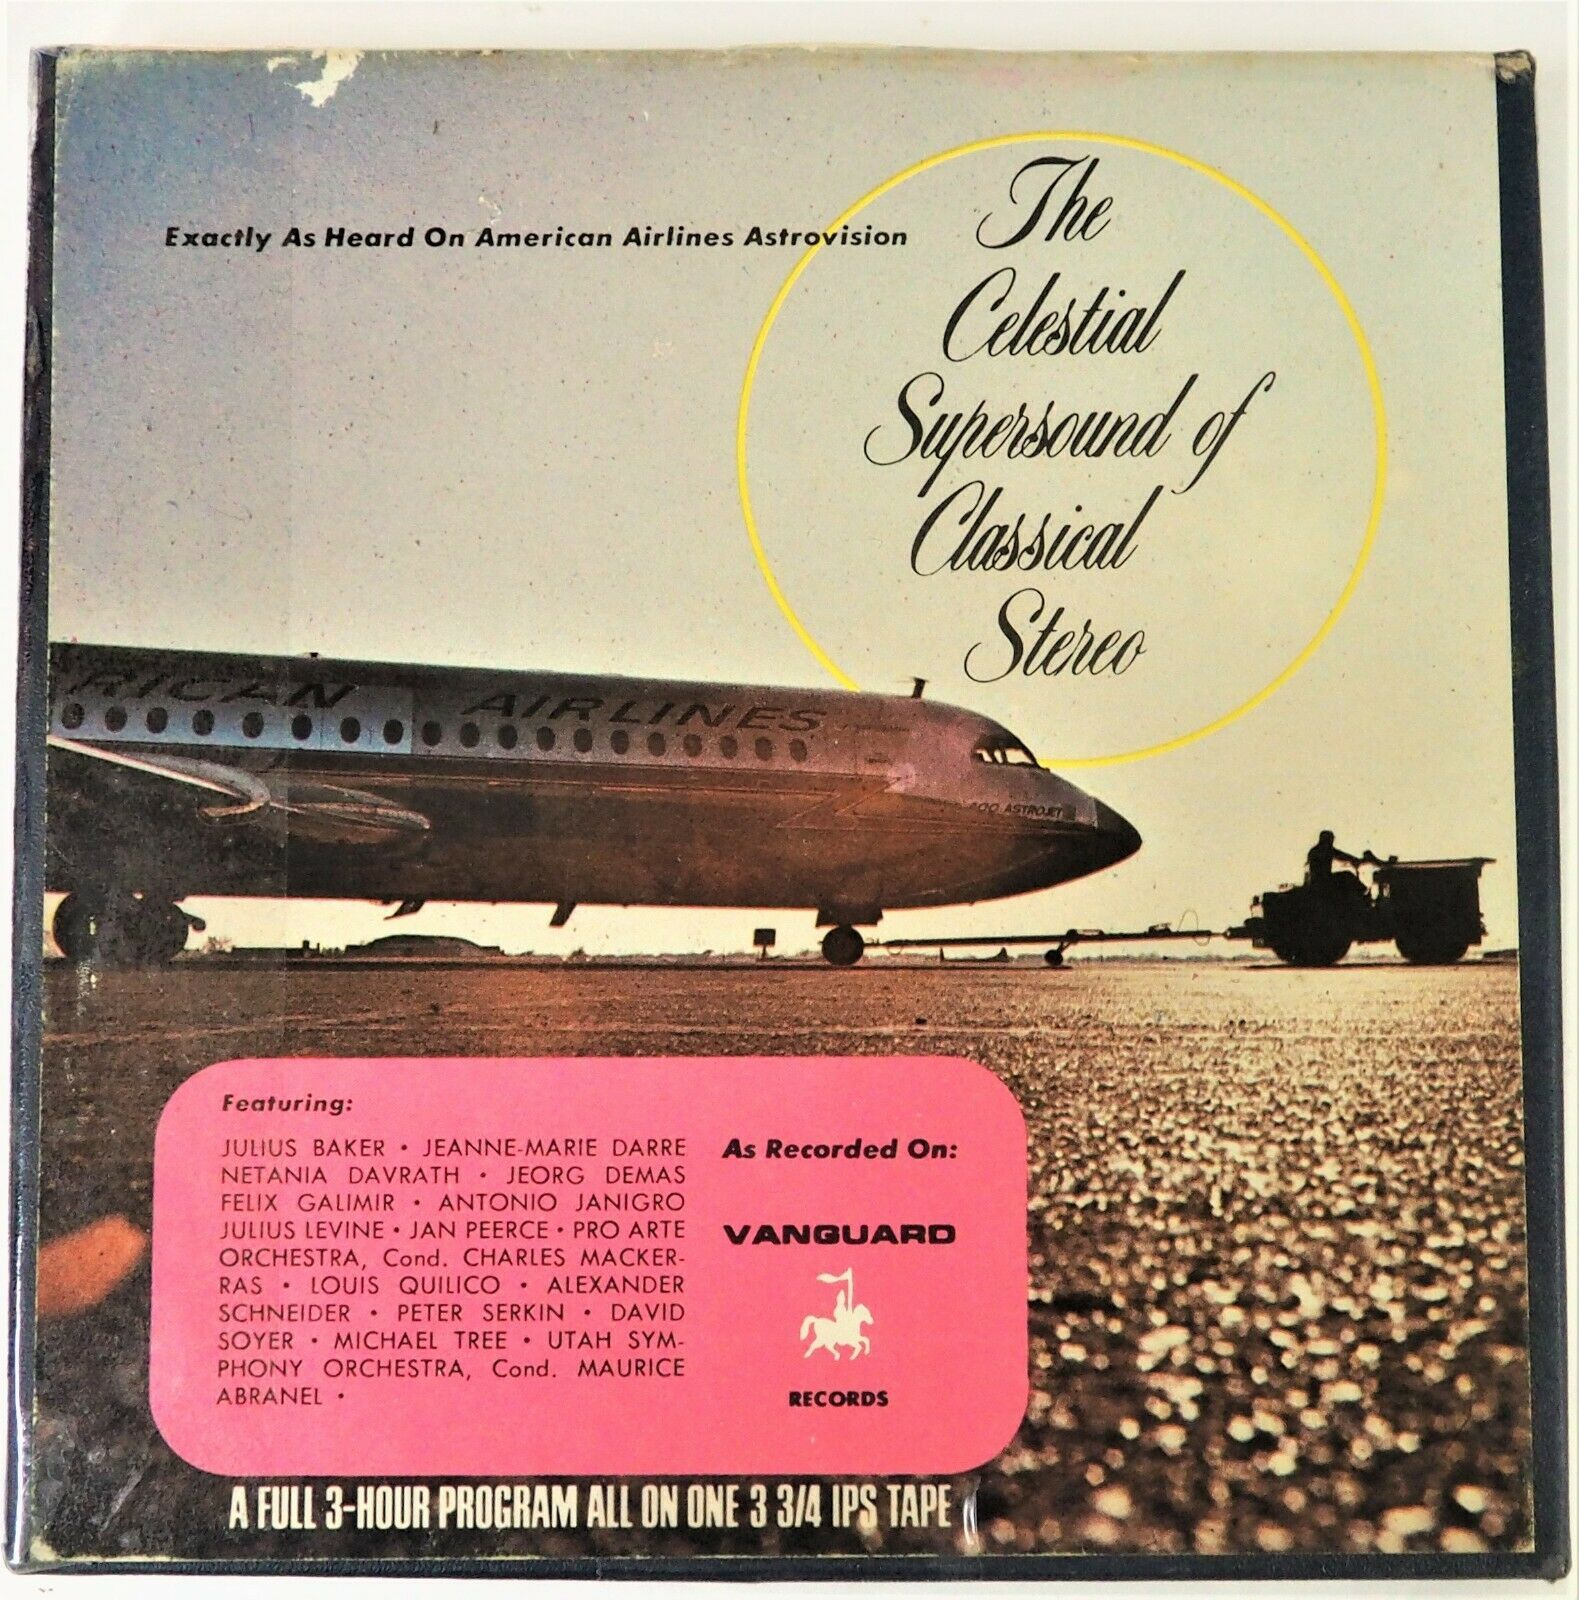 Exactly As Heard On American Airlines Astrovision
The
Celestial
Supersound of
Classical
Stereo
RICAN AIRLINES
400 ASTROJET
Featuring:
JULIUS BAKER • JEANNE-MARIE DARRE
NETANIA DAVRATH • JEORG DEMAS
FELIX GALIMIR • ANTONIO JANIGRO
JULIUS LEVINE • JAN PEERCE • PRO ARTE
ORCHESTRA, Cond. CHARLES MACKER-
RAS • LOUIS QUILICO • ALEXANDER
SCHNEIDER • PETER SERKIN • DAVID
SOYER • MICHAEL TREE • UTAH SYM-
PHONY ORCHESTRA, Cond. MAURICE
ABRANEL •
As Recorded On:
VANGUARD
RECORDS
A FULL 3-HOUR PROGRAM ALL ON ONE 3 3/4 IPS TAPE